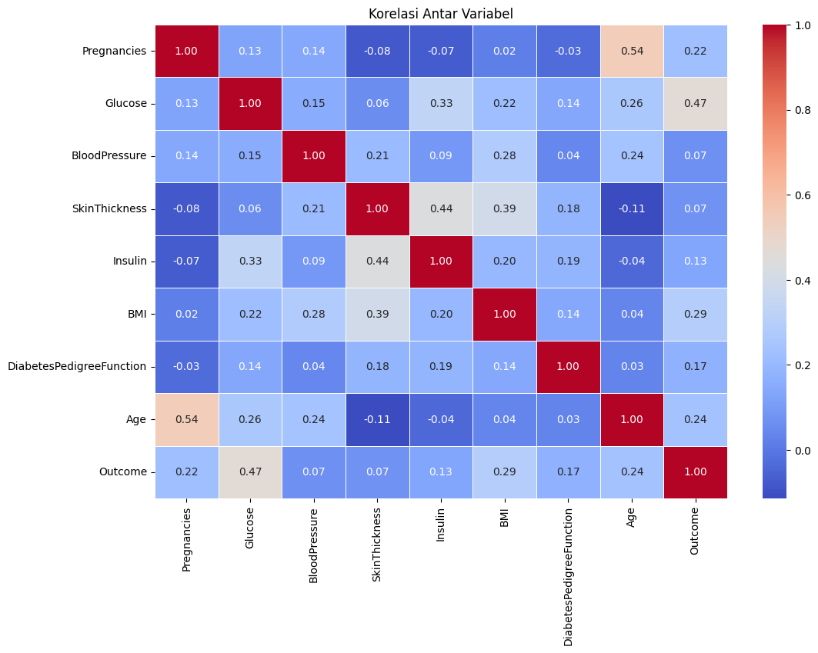 Korelasi Antar Variabel
Pregnancies 1.00 0.13 0.14 -0.08 -0.07 0.02 -0.03 0.54 0.22
Glucose 0.13 1.00 0.15 0.06 0.33 0.22 0.14 0.26 0.47
BloodPressure 0.14 0.15 1.00 0.21 0.09 0.28 0.04 0.24 0.07
SkinThickness -0.08 0.06 0.21 1.00 0.44 0.39 0.18 -0.11 0.07
Insulin -0.07 0.33 0.09 0.44 1.00 0.20 0.19 -0.04 0.13
BMI 0.02 0.22 0.28 0.39 0.20 1.00 0.14 0.04 0.29
DiabetesPedigreeFunction -0.03 0.14 0.04 0.18 0.19 0.14 1.00 0.03 0.17
Age 0.54 0.26 0.24 -0.11 -0.04 0.04 0.03 1.00 0.24
Outcome 0.22 0.47 0.07 0.07 0.13 0.29 0.17 0.24 1.00
Pregnancies
Glucose
BloodPressure
SkinThickness
Insulin
BMI
DiabetesPedigreeFunction
Age
Outcome
1.0
0.8
0.6
0.4
0.2
0.0